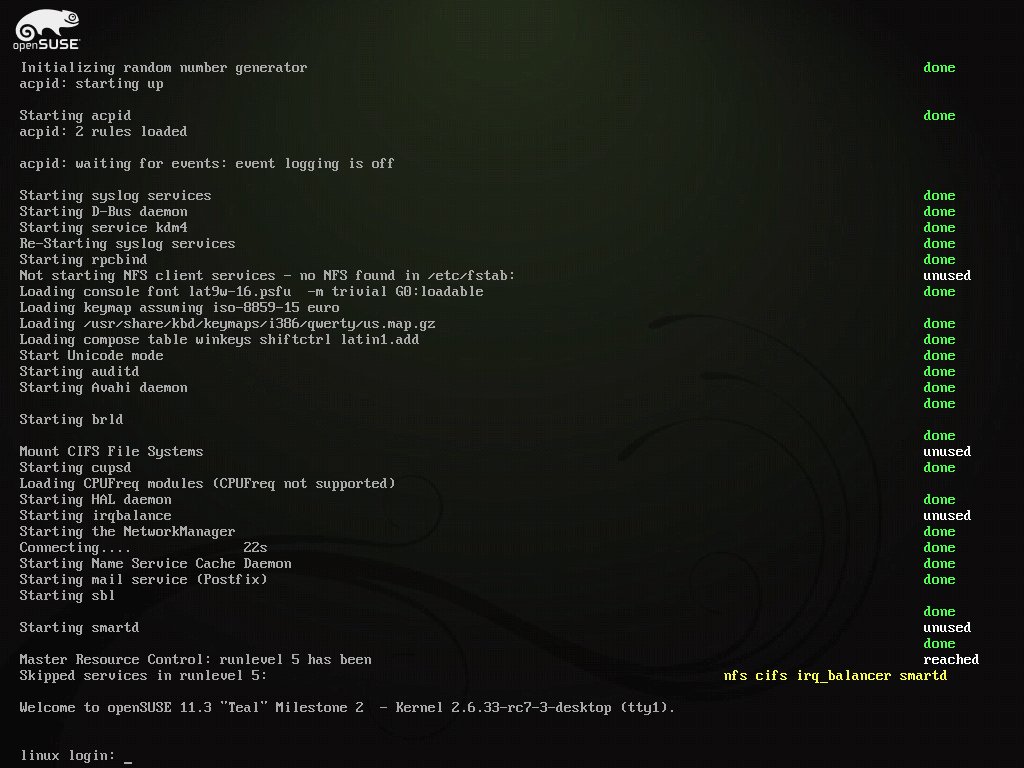 openSUSE
Initializing random number generator done
acpid: starting up
Starting acpid done
acpid: 2 rules loaded
acpid: waiting for events: event logging is off
Starting syslog services done
Starting D-Bus daemon done
Starting service kdm4 done
Re-Starting syslog services done
Starting rpcbind done
Not starting NFS client services - no NFS found in /etc/fstab: unused
Loading console font lat9w-16.psfu  -m trivial G0:loadable done
Loading keymap assuming iso-8859-15 euro
Loading /usr/share/kbd/keymaps/i386/qwerty/us.map.gz done
Loading compose table winkeys shiftctrl latin1.add done
Start Unicode mode done
Starting auditd done
Starting Avahi daemon done
done
Starting brld
done
Mount CIFS File Systems unused
Starting cupsd done
Loading CPUFreq modules (CPUFreq not supported)
Starting HAL daemon done
Starting irqbalance unused
Starting the NetworkManager done
Connecting.... 22s done
Starting Name Service Cache Daemon done
Starting mail service (Postfix) done
Starting sbl
done
Starting smartd unused
done
Master Resource Control: runlevel 5 has been reached
Skipped services in runlevel 5: nfs cifs irq_balancer smartd
Welcome to openSUSE 11.3 "Teal" Milestone 2  - Kernel 2.6.33-rc7-3-desktop (tty1).
linux login: _